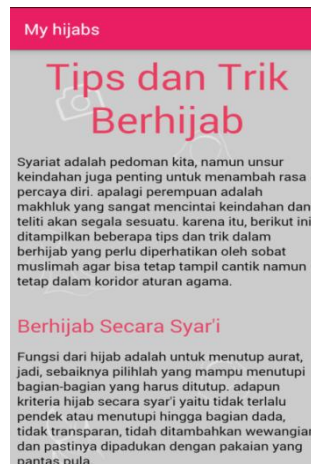 My hijabs
Tips dan Trik
Berhijab
Syariat adalah pedoman kita, namun unsur
keindahan juga penting untuk menambah rasa
percaya diri. apalagi perempuan adalah
makhluk yang sangat mencintai keindahan dan
teliti akan segala sesuatu. karena itu, berikut ini
ditampilkan beberapa tips dan trik dalam
berhijab yang perlu diperhatikan oleh sobat
muslimah agar bisa tetap tampil cantik namun
tetap dalam koridor aturan agama.
Berhijab Secara Syar'i
Fungsi dari hijab adalah untuk menutup aurat,
jadi, sebaiknya pilihlah yang mampu menutupi
bagian-bagian yang harus ditutup. adapun
kriteria hijab secara syar'i yaitu tidak terlalu
pendek atau menutupi hingga bagian dada,
tidak transparan, tidah ditambahkan wewangian
dan pastinya dipadukan dengan pakaian yang
pantas pula.